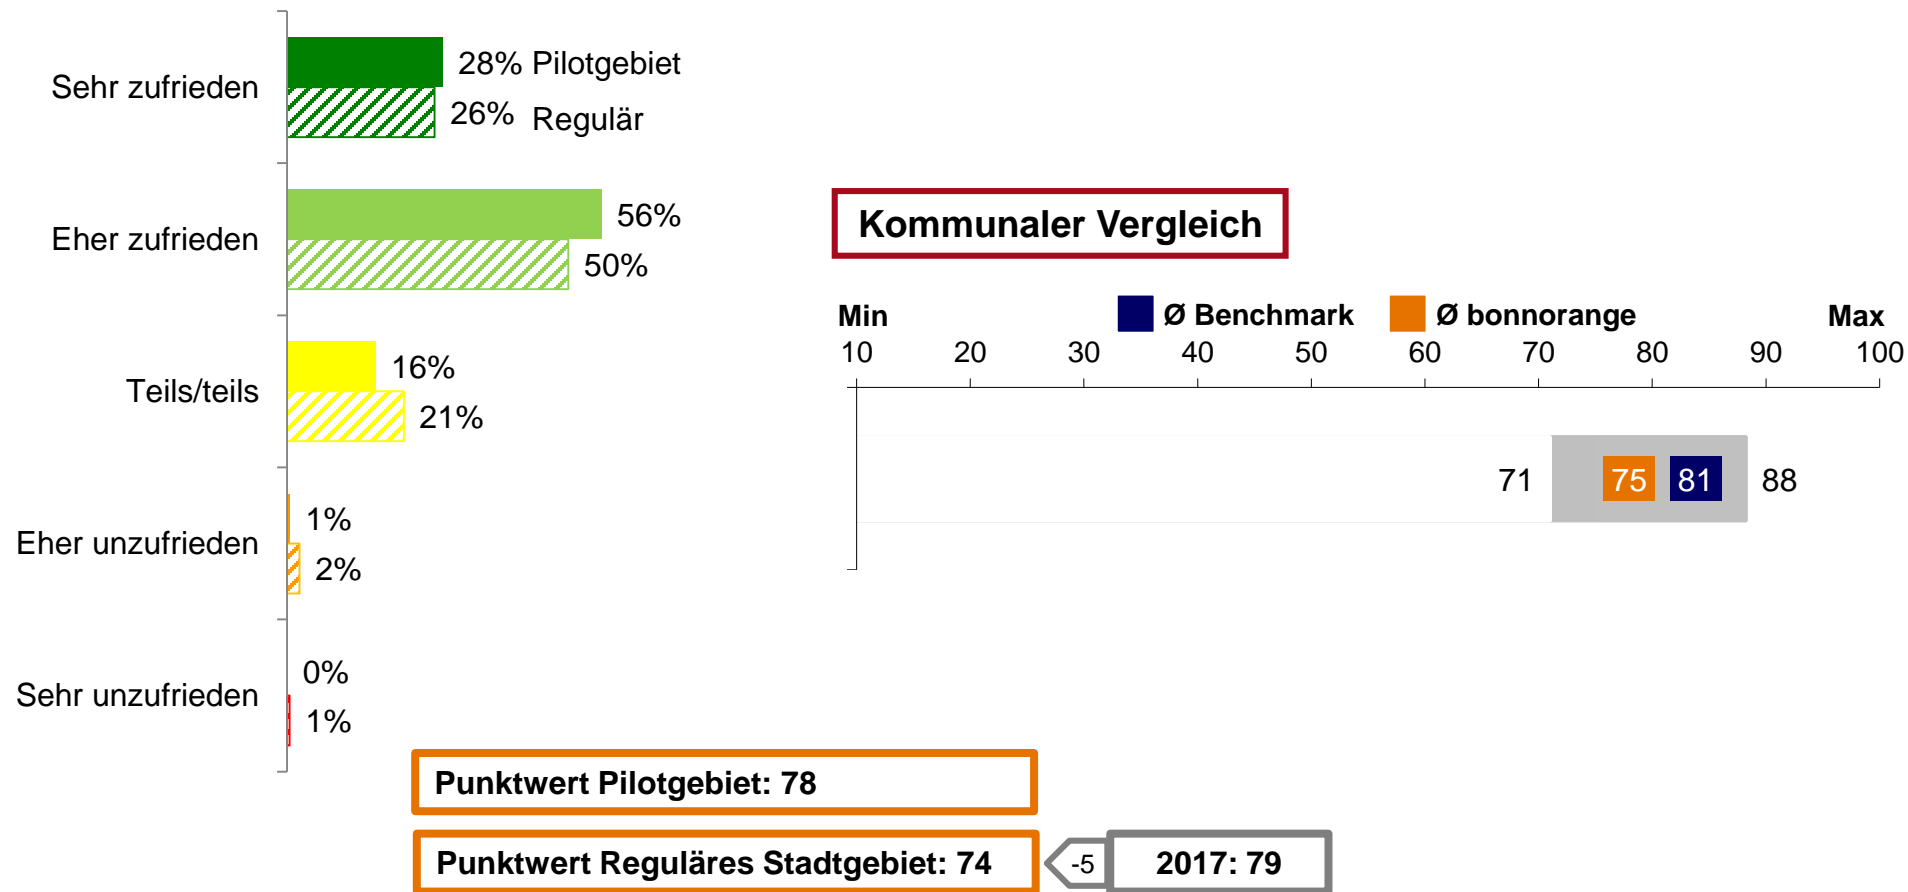 Sehr zufrieden
28% Pilotgebiet
26% Regulär
Eher zufrieden
56%
50%
Teils/teils
16%
21%
Eher unzufrieden
1%
2%
Sehr unzufrieden
0%
1%
Kommunaler Vergleich
Min Ø Benchmark Ø bonnorange Max
10 20 30 40 50 60 70 80 90 100
71 75 81 88
Punktwert Pilotgebiet: 78
Punktwert Reguläres Stadtgebiet: 74 -5 2017: 79